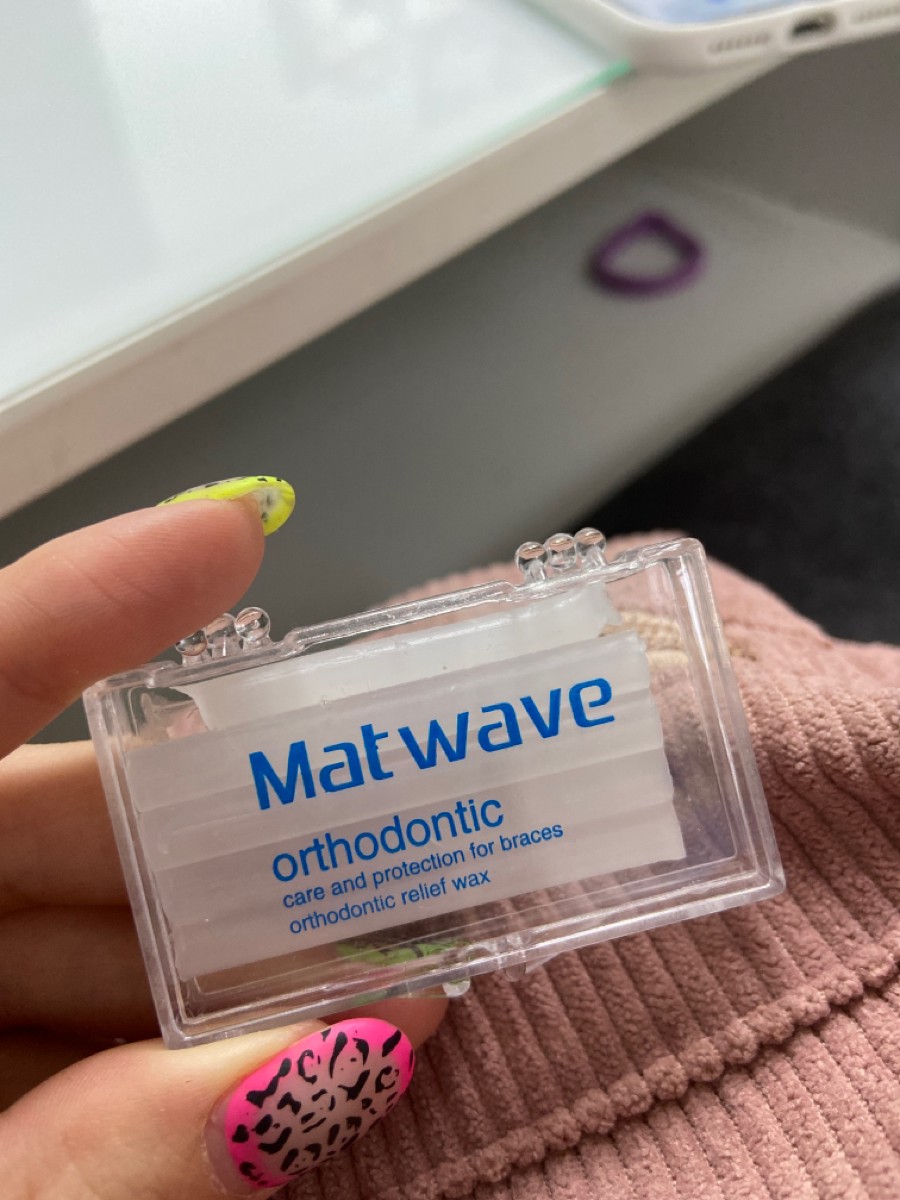 Matwave
orthodontic
care and protection for braces
orthodontic relief wax